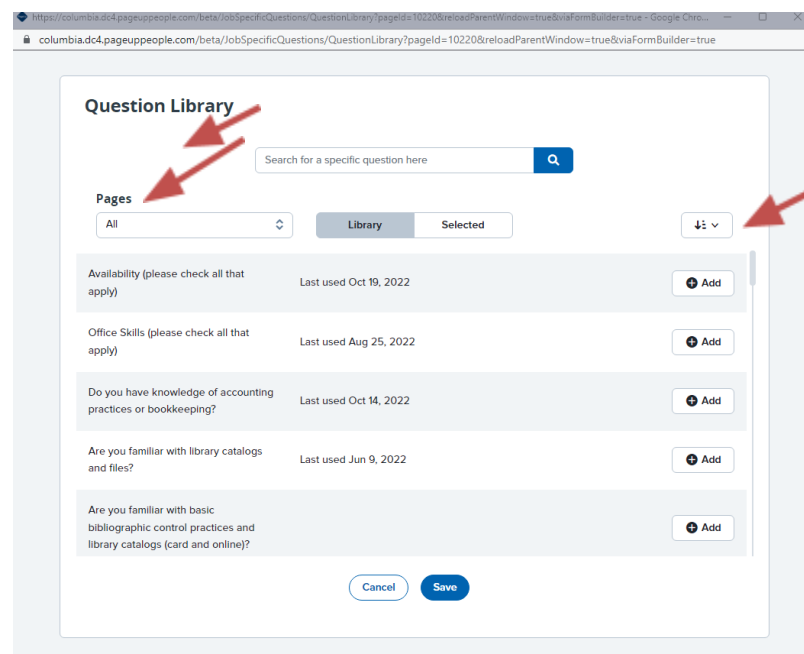 https://columbia.dc4.pageuppeople.com/beta/JobSpecificQuestions/QuestionLibrary?pageId=10220&reloadParentWindow=true&viaFormBuilder=true - Google Chro...
columbia.dc4.pageuppeople.com/beta/JobSpecificQuestions/QuestionLibrary?pageId=10220&reloadParentWindow=true&viaFormBuilder=true
Question Library
Search for a specific question here
Pages
All
Library Selected
Availability (please check all that
apply)
Last used Oct 19, 2022
Add
Office Skills (please check all that
apply)
Last used Aug 25, 2022
Add
Do you have knowledge of accounting
practices or bookkeeping?
Last used Oct 14, 2022
Add
Are you familiar with library catalogs
and files?
Last used Jun 9, 2022
Add
Are you familiar with basic
bibliographic control practices and
library catalogs (card and online)?
Add
Cancel Save